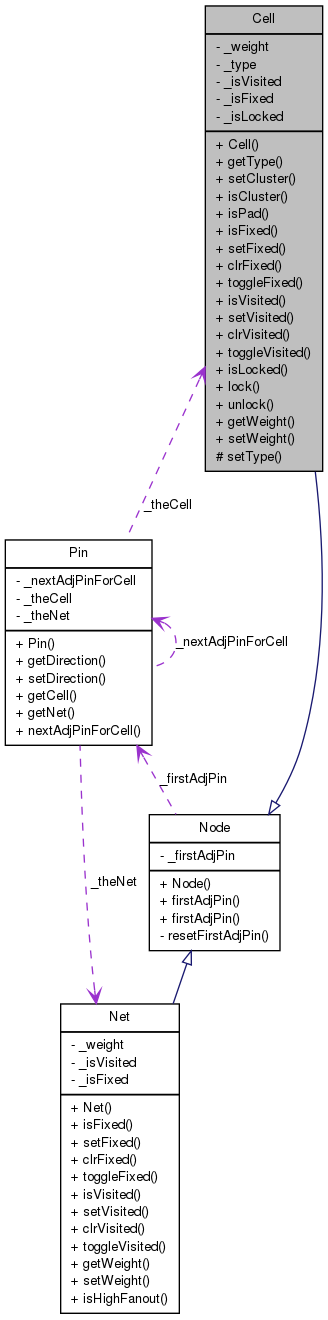 Cell
- _weight
- _type
- _isVisited
- _isFixed
- _isLocked
+ Cell()
+ getType()
+ setCluster()
+ isCluster()
+ isPad()
+ isFixed()
+ setFixed()
+ clrFixed()
+ toggleFixed()
+ isVisited()
+ setVisited()
+ clrVisited()
+ toggleVisited()
+ isLocked()
+ lock()
+ unlock()
+ getWeight()
+ setWeight()
# setType()
_theCell
Pin
- _nextAdjPinForCell
- _theCell
- _theNet
+ Pin()
+ getDirection()
+ setDirection()
+ getCell()
+ getNet()
+ nextAdjPinForCell()
_nextAdjPinForCell
_firstAdjPin
Node
- _firstAdjPin
+ Node()
+ firstAdjPin()
+ firstAdjPin()
- resetFirstAdjPin()
_theNet
Net
- _weight
- _isVisited
- _isFixed
+ Net()
+ isFixed()
+ setFixed()
+ clrFixed()
+ toggleFixed()
+ isVisited()
+ setVisited()
+ clrVisited()
+ toggleVisited()
+ getWeight()
+ setWeight()
+ isHighFanout()